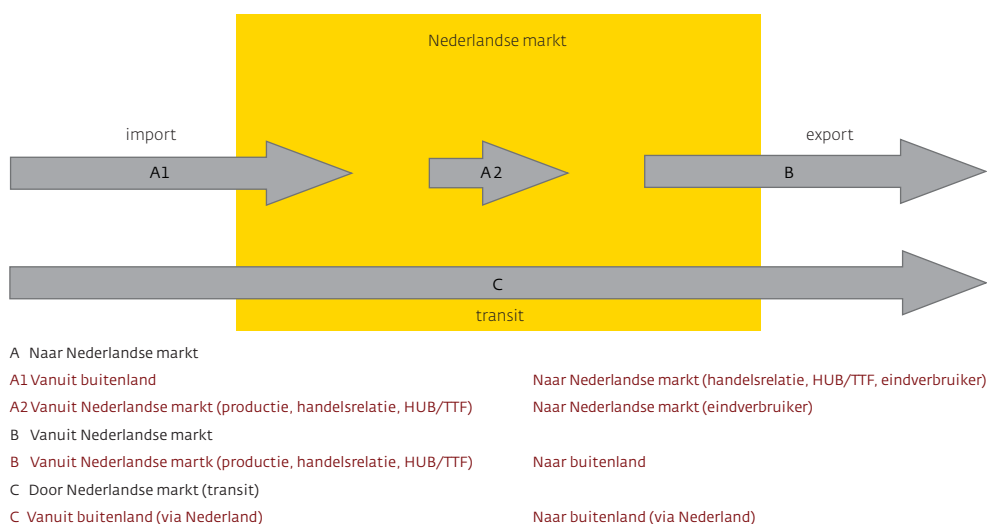 Nederlandse markt
import
export
A1
A2
B
C
transit
A Naar Nederlandse markt
A1 Vanuit buitenland Naar Nederlandse markt (handelsrelatie, HUB/TTF, eindverbruiker)
A2 Vanuit Nederlandse markt (productie, handelsrelatie, HUB/TTF) Naar Nederlandse markt (eindverbruiker)
B Vanuit Nederlandse markt
B Vanuit Nederlandse martk (productie, handelsrelatie, HUB/TTF) Naar buitenland
C Door Nederlandse markt (transit)
C Vanuit buitenland (via Nederland) Naar buitenland (via Nederland)